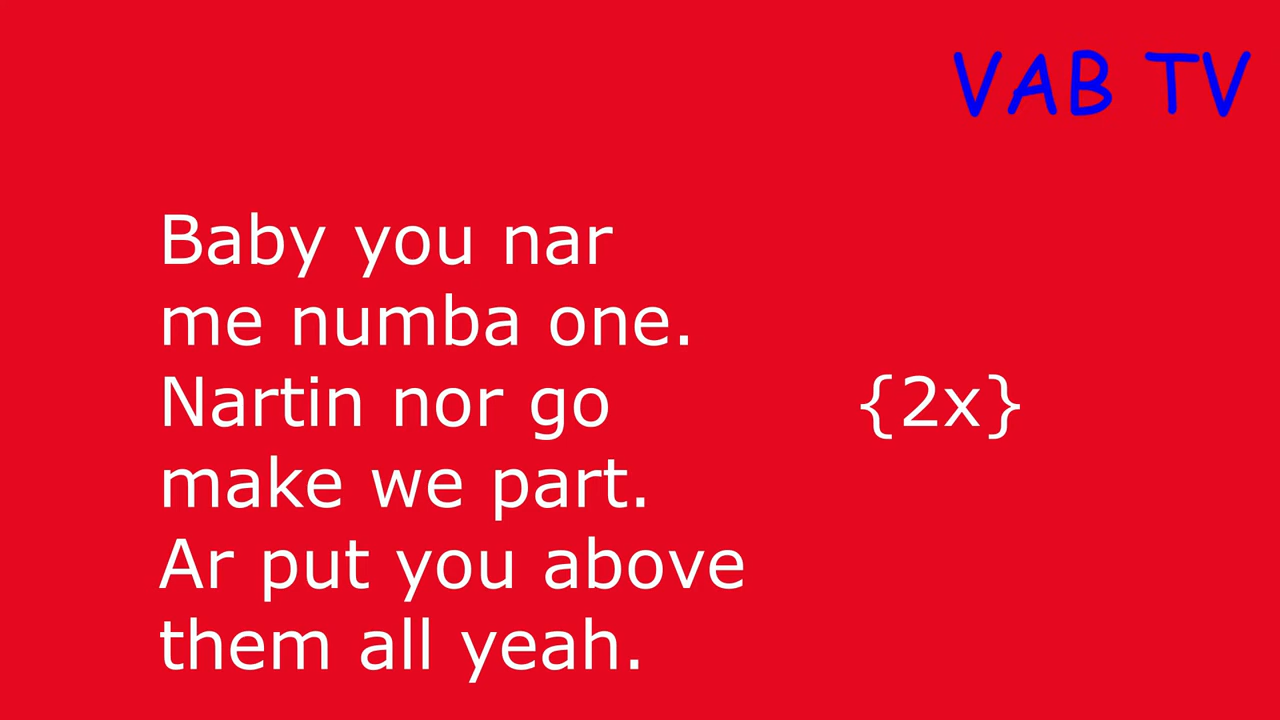 VAB TV
Baby you nar
me numba one.
Nartin nor go {2x}
make we part.
Ar put you above
them all yeah.